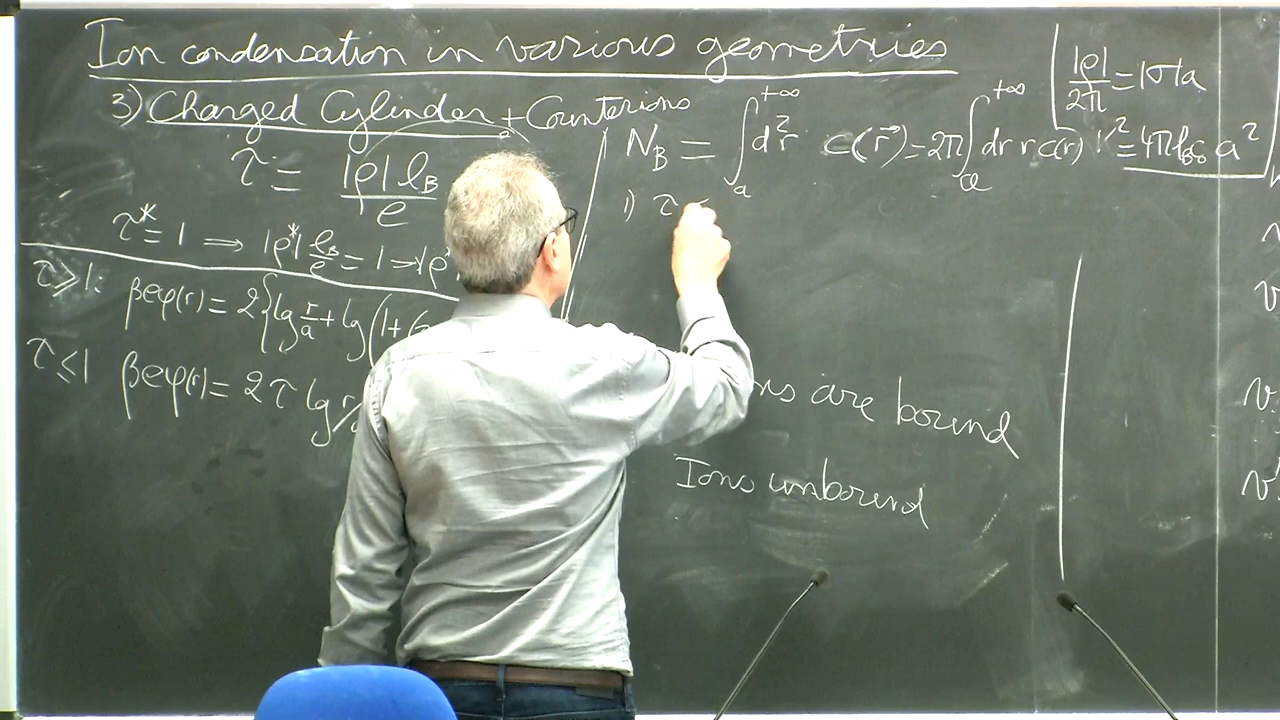 Ion condensation in various geometries
3) Charged Cylinder + Counterions
τ = |ρ| l_B / e
τ* = 1 ⇒ |ρ*| l_B / e = 1 ⇒ |ρ*
τ ≥ 1: βeφ(r) = 2{lg r/a + lg(1+
τ ≤ 1 βeφ(r) = 2τ lg r/
N_B = ∫_a^{+∞} d²r c(r⃗) = 2π ∫_a^{+∞} dr r c(r)
1) τ
ns are bound
Ions unbound
|ρ| / 2π = |σ|a
² = 4π l_B c_0 a²